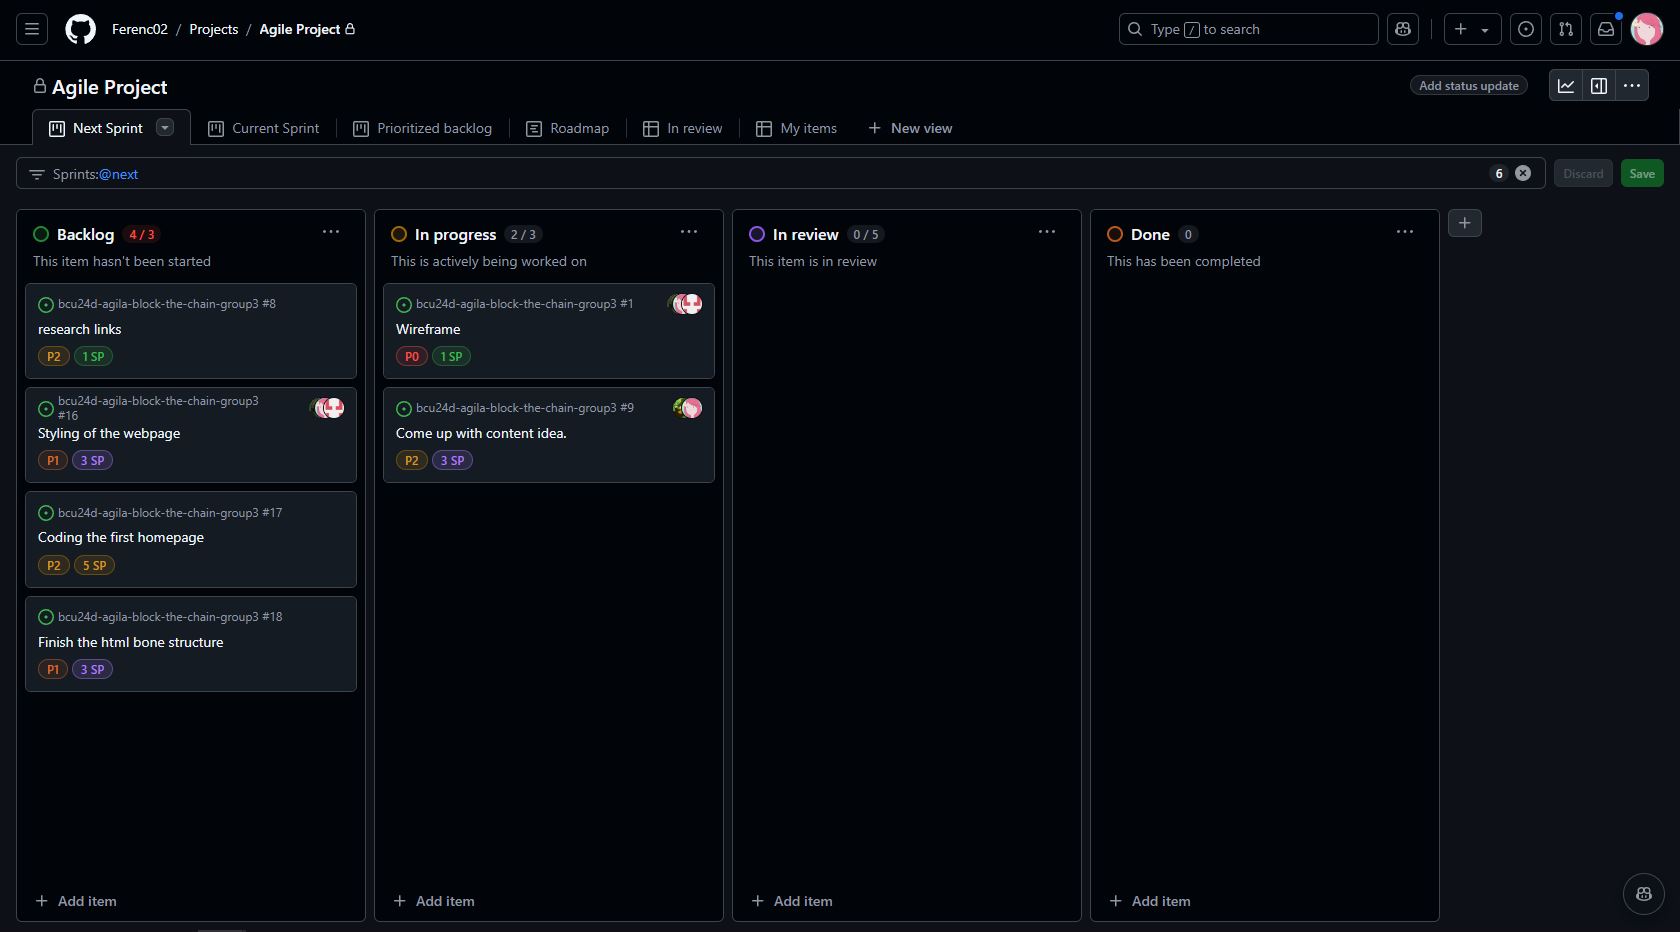 Ferenc02 / Projects / Agile Project
Type / to search
Agile Project
Add status update
Next Sprint
Current Sprint
Prioritized backlog
Roadmap
In review
My items
New view
Sprints:@next
6
Discard
Save
Backlog 4 / 3
This item hasn't been started
bcu24d-agila-block-the-chain-group3 #8
research links
P2 1 SP
bcu24d-agila-block-the-chain-group3
#16
Styling of the webpage
P1 3 SP
bcu24d-agila-block-the-chain-group3 #17
Coding the first homepage
P2 5 SP
bcu24d-agila-block-the-chain-group3 #18
Finish the html bone structure
P1 3 SP
Add item
In progress 2 / 3
This is actively being worked on
bcu24d-agila-block-the-chain-group3 #1
Wireframe
P0 1 SP
bcu24d-agila-block-the-chain-group3 #9
Come up with content idea.
P2 3 SP
Add item
In review 0 / 5
This item is in review
Add item
Done 0
This has been completed
Add item